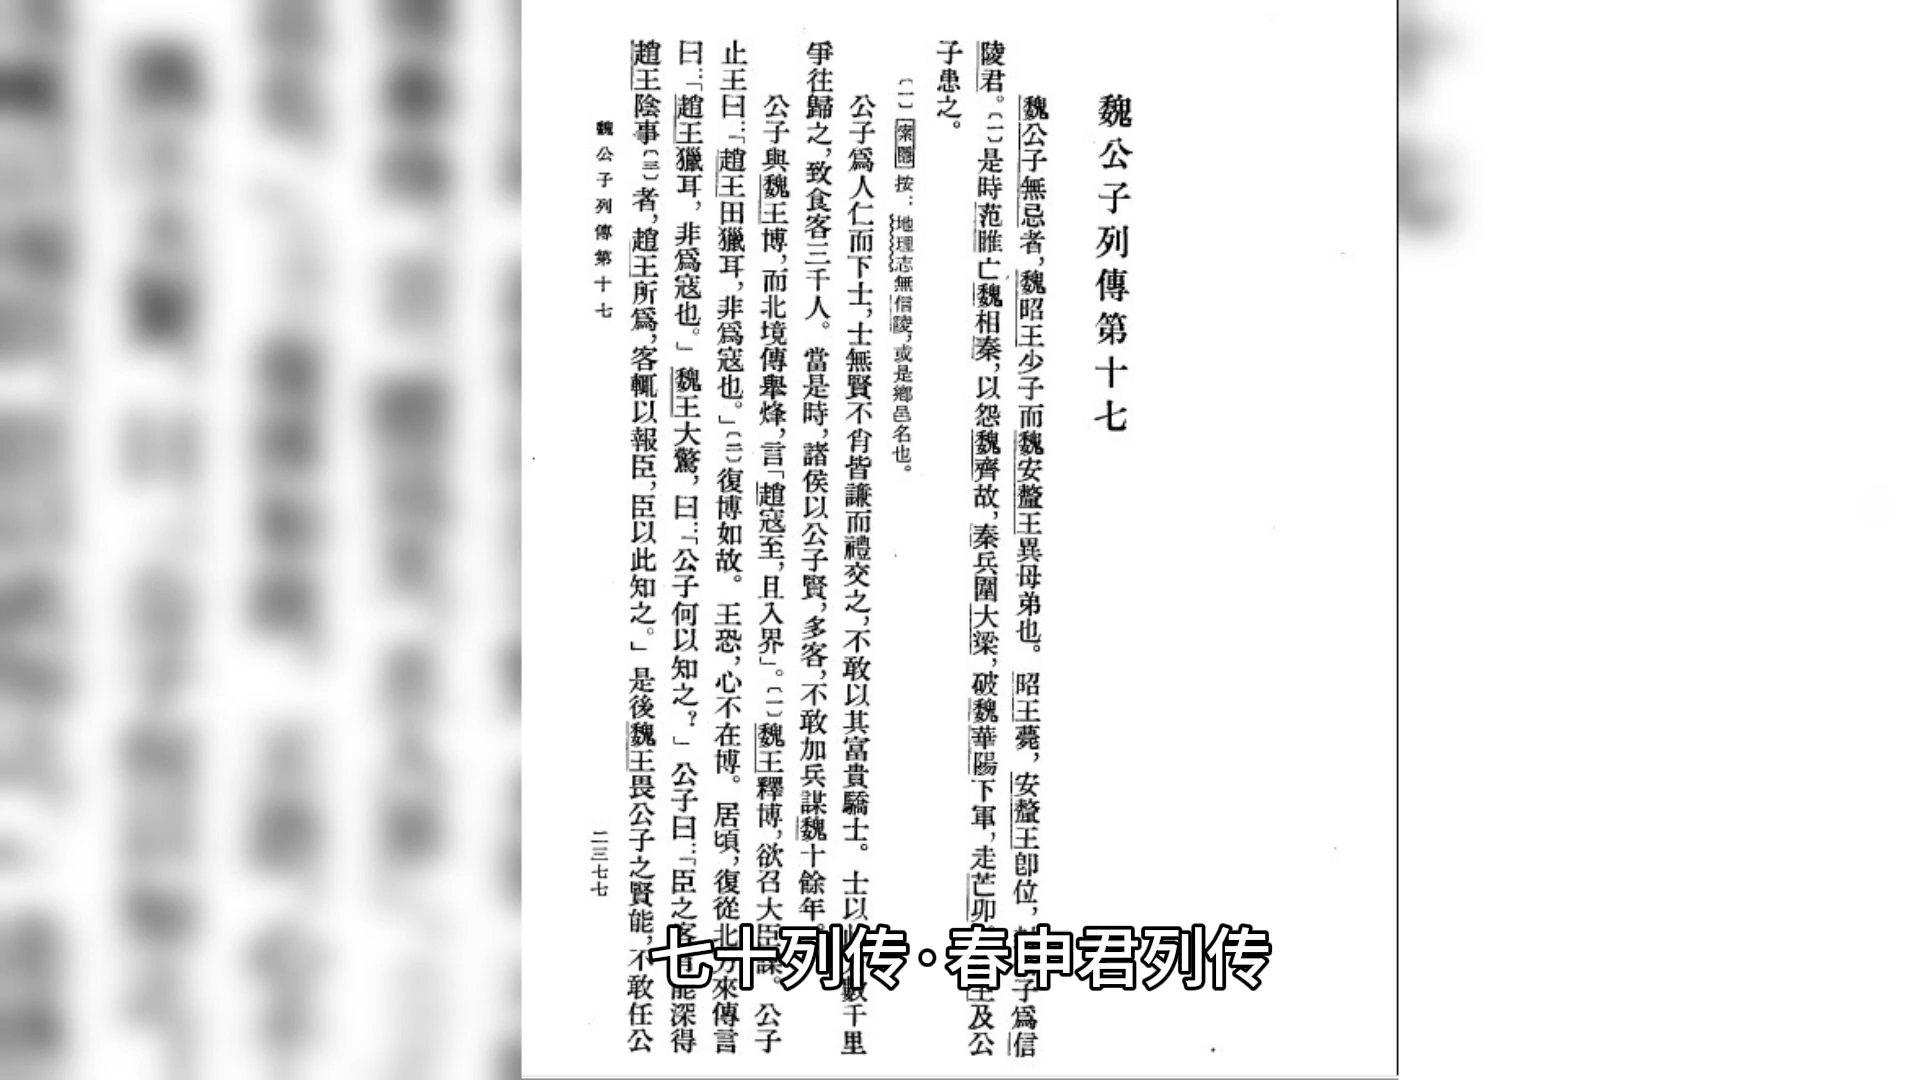 魏公子列傳第十七
魏公子無忌者，魏昭王少子而魏安釐王異母弟也。昭王薨，安釐王卽位，子爲信
陵君。〔一〕是時范睢亡魏相秦，以怨魏齊故，秦兵圍大梁，破魏華陽下軍，走芒卯。及公
子患之。
〔一〕索隱 按：地理志無信陵，或是鄉邑名也。
公子爲人仁而下士，士無賢不肖皆謙而禮交之，不敢以其富貴驕士。士以數千里
爭往歸之，致食客三千人。當是時，諸侯以公子賢，多客，不敢加兵謀魏十餘年。
公子與魏王博，而北境傳舉烽，言「趙寇至，且入界」。〔一〕魏王釋博，欲召大臣謀。公子
止王曰：「趙王田獵耳，非爲寇也。」〔二〕復博如故。王恐，心不在博。居頃，復從北方來傳言
曰：「趙王獵耳，非爲寇也。」魏王大驚，曰：「公子何以知之？」公子曰：「臣之客有能深得
趙王陰事〔三〕者，趙王所爲，客輒以報臣，臣以此知之。」是後魏王畏公子之賢能，不敢任公
魏公子列傳第十七
二三七七
七十列传·春申君列传